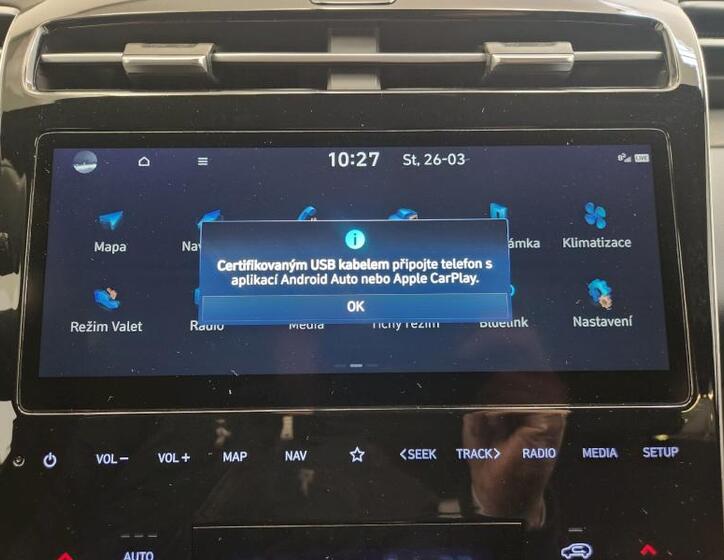 10:27 St, 26-03
LIVE
Mapa
Klimatizace
Certifikovaným USB kabelem připojte telefon s
aplikací Android Auto nebo Apple CarPlay.
OK
Režim Valet
Nastavení
VOL− VOL+ MAP NAV <SEEK TRACK> RADIO MEDIA SETUP
AUTO